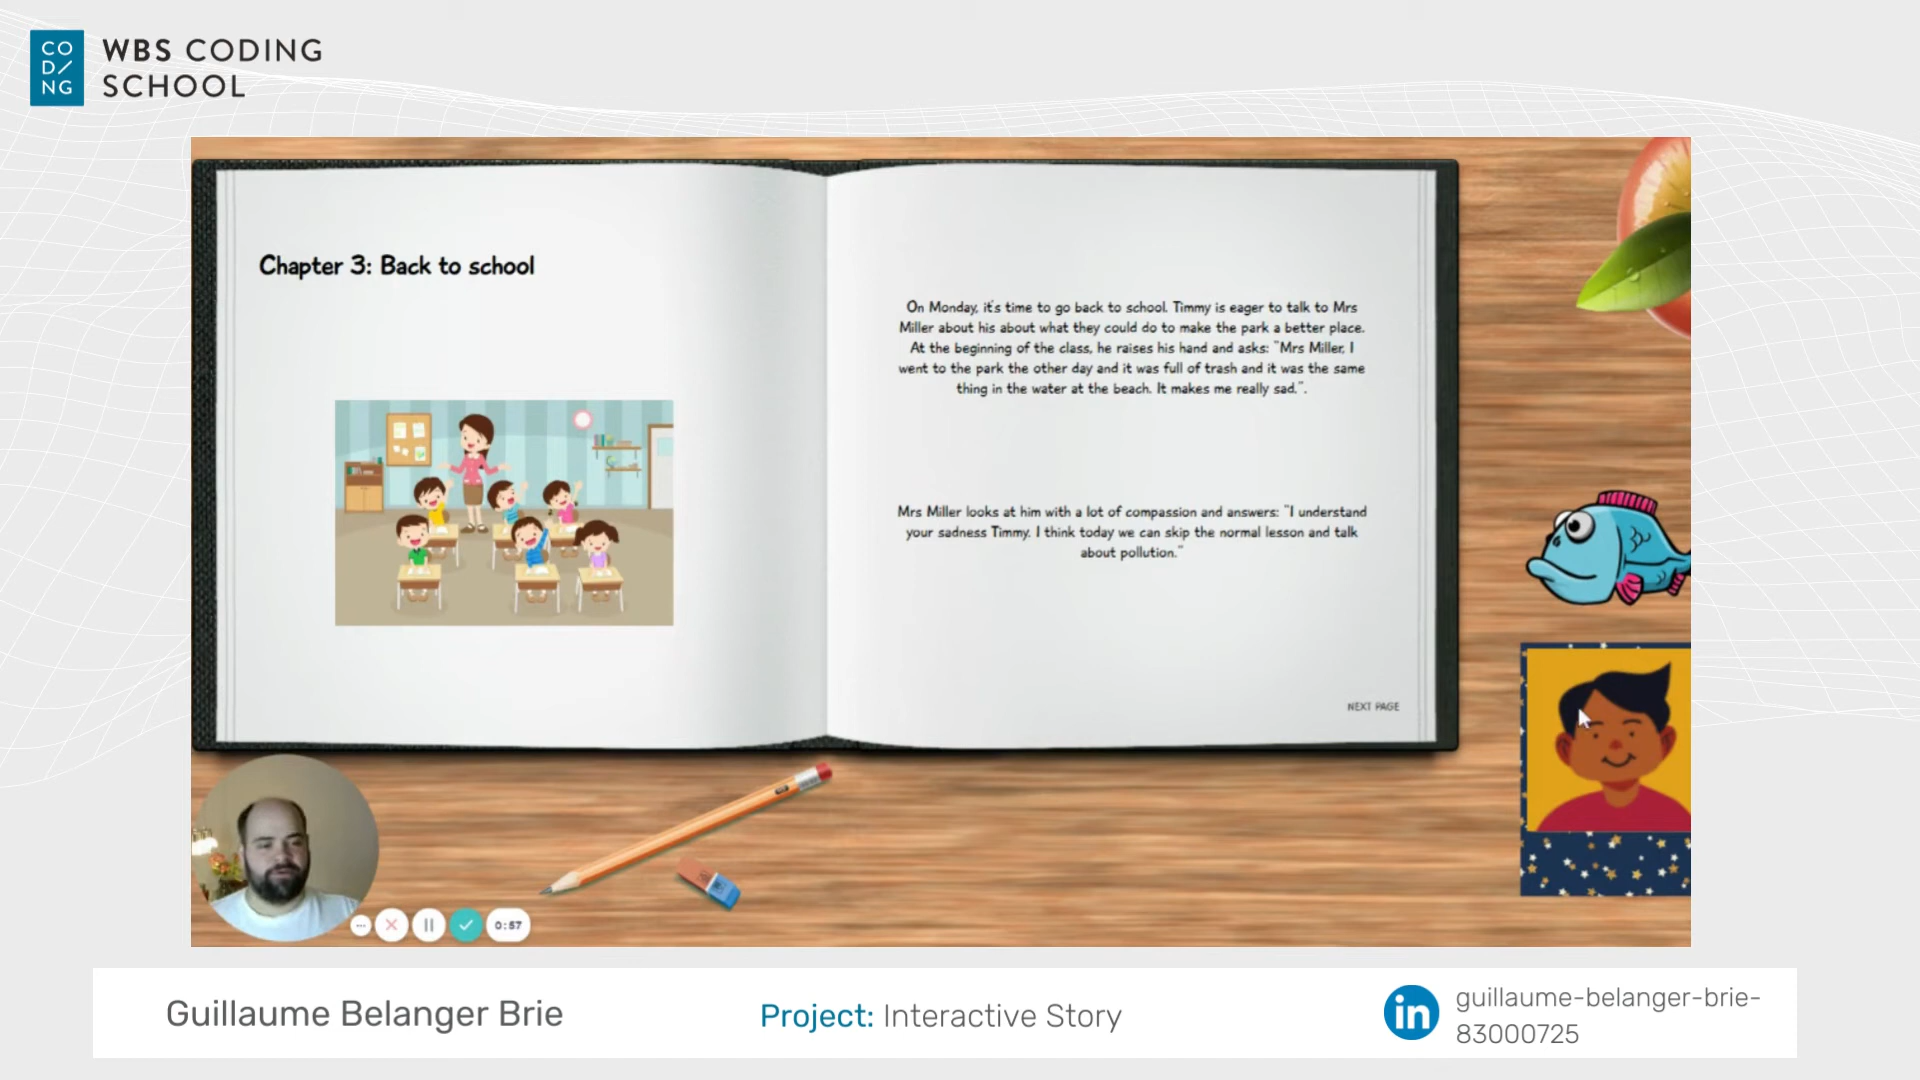 CO
D/
NG
WBS CODING
SCHOOL
Chapter 3: Back to school
On Monday, it's time to go back to school. Timmy is eager to talk to Mrs
Miller about his about what they could do to make the park a better place.
At the beginning of the class, he raises his hand and asks: "Mrs Miller, I
went to the park the other day and it was full of trash and it was the same
thing in the water at the beach. It makes me really sad.".
Mrs Miller looks at him with a lot of compassion and answers: "I understand
your sadness Timmy. I think today we can skip the normal lesson and talk
about pollution."
NEXT PAGE
0:57
Guillaume Belanger Brie
Project: Interactive Story
in
guillaume-belanger-brie-
83000725